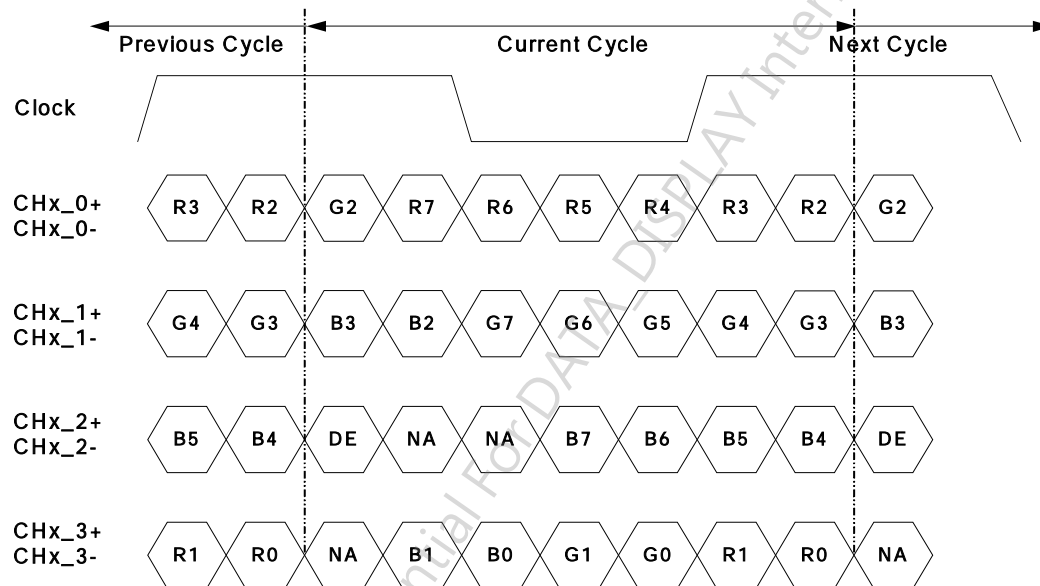 Previous Cycle Current Cycle Next Cycle
Clock
CHx_0+
CHx_0-
R3 R2 G2 R7 R6 R5 R4 R3 R2 G2
CHx_1+
CHx_1-
G4 G3 B3 B2 G7 G6 G5 G4 G3 B3
CHx_2+
CHx_2-
B5 B4 DE NA NA B7 B6 B5 B4 DE
CHx_3+
CHx_3-
R1 R0 NA B1 B0 G1 G0 R1 R0 NA
For DATA_DISPLAY